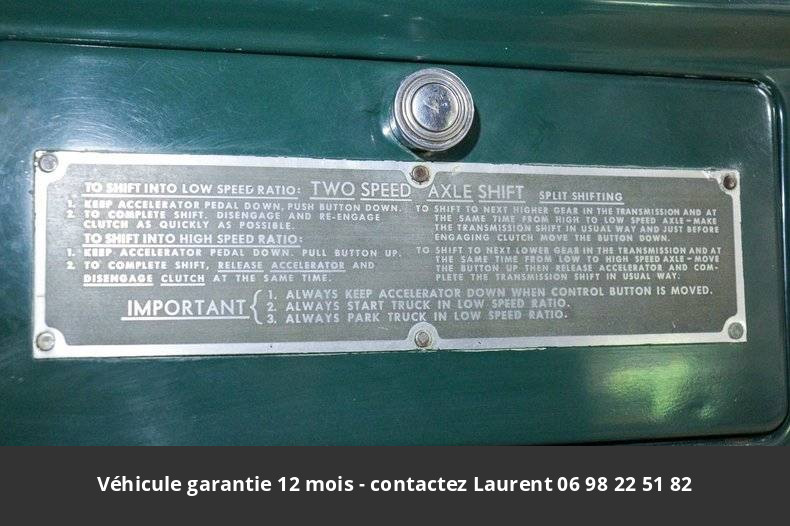 TWO SPEED AXLE SHIFT
TO SHIFT INTO LOW SPEED RATIO:
1. KEEP ACCELERATOR PEDAL DOWN, PUSH BUTTON DOWN.
2. TO COMPLETE SHIFT, DISENGAGE AND RE-ENGAGE
CLUTCH AS QUICKLY AS POSSIBLE.
TO SHIFT INTO HIGH SPEED RATIO:
1. KEEP ACCELERATOR PEDAL DOWN, PULL BUTTON UP.
2. TO COMPLETE SHIFT, RELEASE ACCELERATOR AND
DISENGAGE CLUTCH AT THE SAME TIME.
SPLIT SHIFTING
TO SHIFT TO NEXT HIGHER GEAR IN THE TRANSMISSION AND AT
THE SAME TIME FROM HIGH TO LOW SPEED AXLE-MAKE
THE TRANSMISSION SHIFT IN USUAL WAY AND JUST BEFORE
ENGAGING CLUTCH MOVE THE BUTTON DOWN.
TO SHIFT TO NEXT LOWER GEAR IN THE TRANSMISSION AND AT
THE SAME TIME FROM LOW TO HIGH SPEED AXLE-MOVE
THE BUTTON UP THEN RELEASE ACCELERATOR AND COM-
PLETE THE TRANSMISSION SHIFT IN USUAL WAY.
IMPORTANT
1. ALWAYS KEEP ACCELERATOR DOWN WHEN CONTROL BUTTON IS MOVED.
2. ALWAYS START TRUCK IN LOW SPEED RATIO.
3. ALWAYS PARK TRUCK IN LOW SPEED RATIO.
Véhicule garantie 12 mois - contactez Laurent 06 98 22 51 82